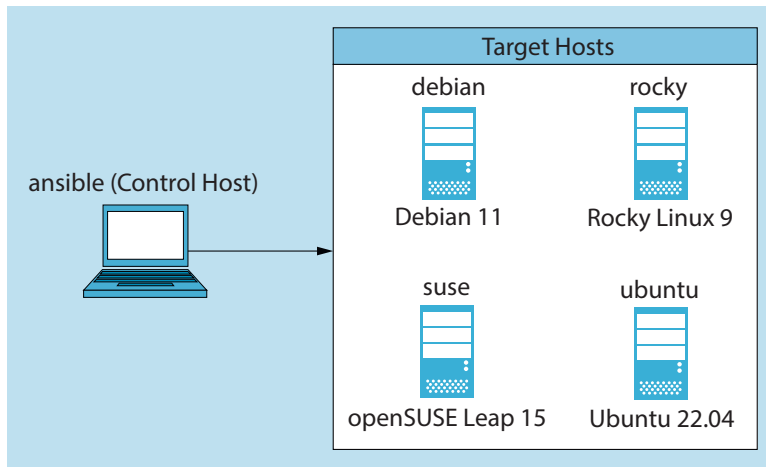 Target Hosts
debian
rocky
ansible (Control Host)
Debian 11
Rocky Linux 9
suse
ubuntu
openSUSE Leap 15
Ubuntu 22.04